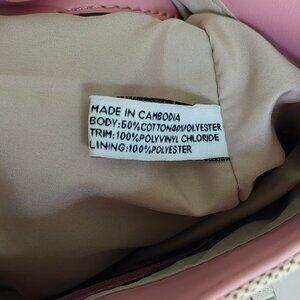 MADE IN CAMBODIA
BODY:60%COTTON40%POLYESTER
TRIM:100%POLYVINYL CHLORIDE
LINING:100%POLYESTER